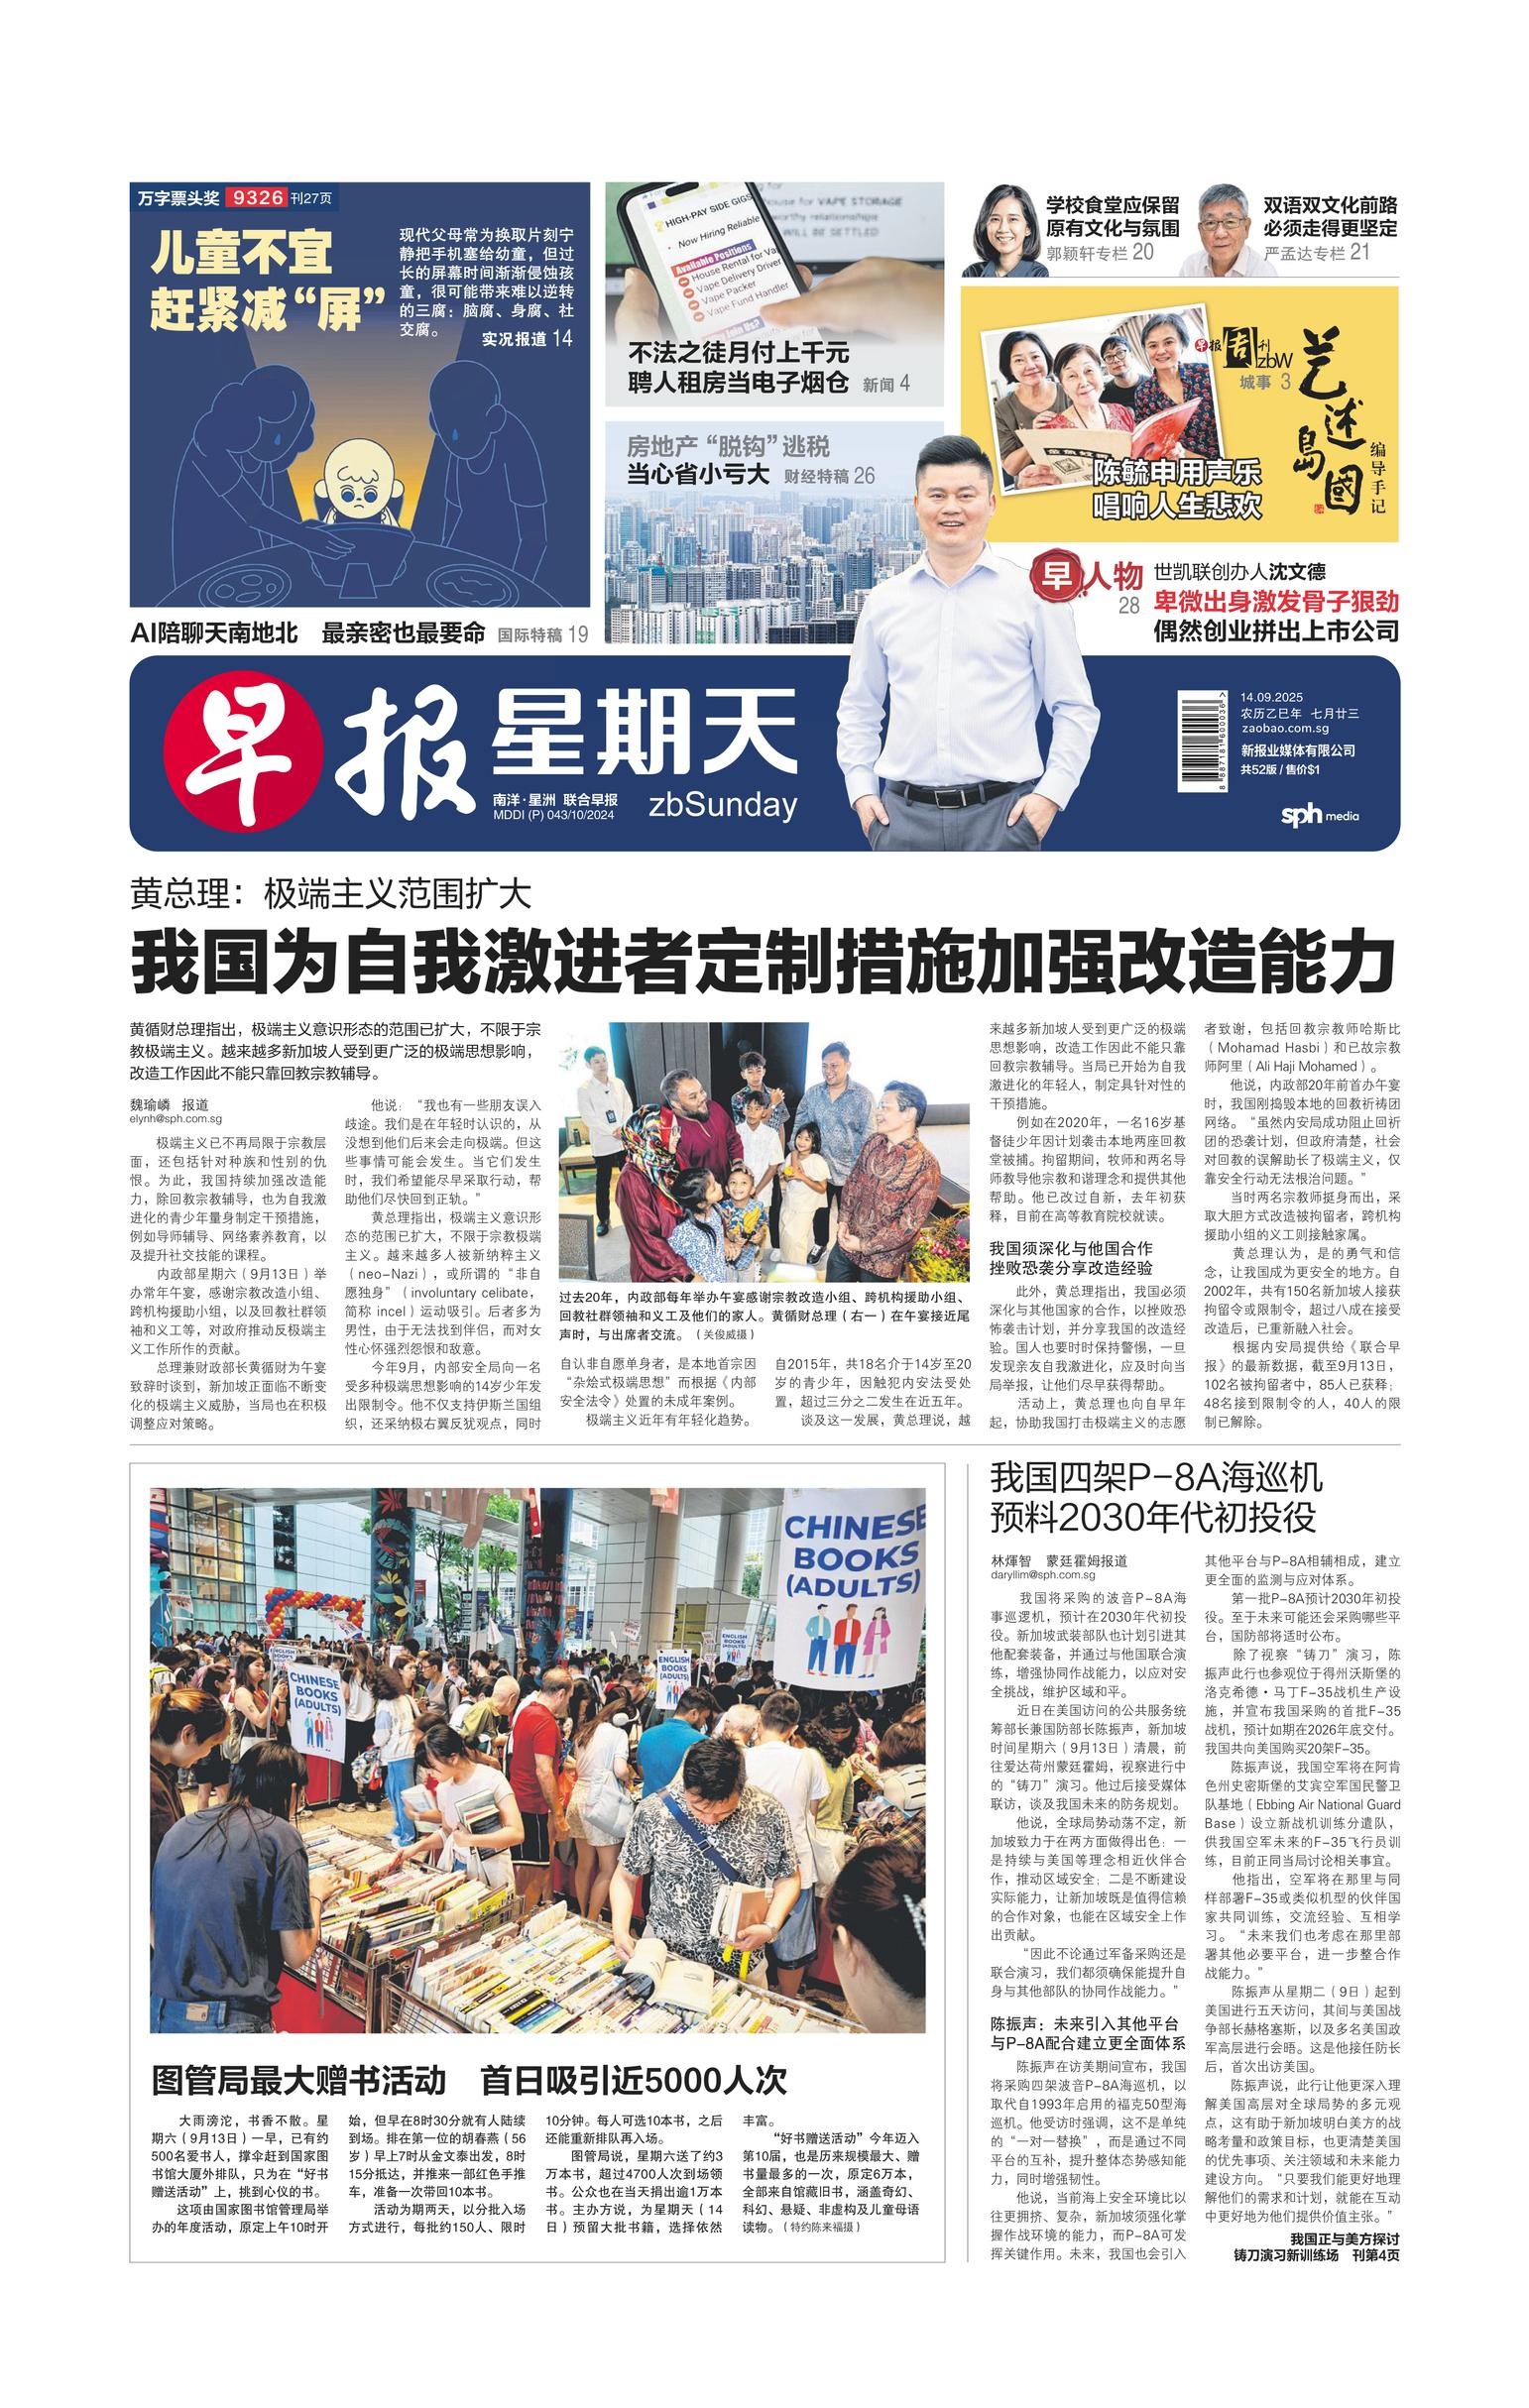 万字票头奖 9326 刊27页
儿童不宜
赶紧减“屏”
现代父母常为换取片刻宁
静把手机塞给幼童，但过
长的屏幕时间渐渐侵蚀孩
童，很可能带来难以逆转
的三腐：脑腐、身腐、社
交腐。
实况报道 14
AI陪聊天南地北 最亲密也最要命 国际特稿 19
HIGH-PAY SIDE GIGS
Now Hiring Reliable
Available Positions
House Rental for Va
Vape Delivery Driver
Vape Packer
Vape Fund Handler
不法之徒月付上千元
聘人租房当电子烟仓 新闻 4
房地产“脱钩”逃税
当心省小亏大 财经特稿 26
学校食堂应保留
原有文化与氛围
郭颖轩专栏 20
双语双文化前路
必须走得更坚定
严孟达专栏 21
早报周刊
zbW
城事 3
艺述岛國
编导手记
陈毓申用声乐
唱响人生悲欢
早人物
28
世凯联创办人沈文德
卑微出身激发骨子狠劲
偶然创业拼出上市公司
早报 星期天
南洋·星洲 联合早报
MDDI (P) 043/10/2024
zbSunday
14.09.2025
农历乙巳年 七月廿三
zaobao.com.sg
新报业媒体有限公司
共52版 / 售价$1
sph media
黄总理：极端主义范围扩大
我国为自我激进者定制措施加强改造能力
黄循财总理指出，极端主义意识形态的范围已扩大，不限于宗
教极端主义。越来越多新加坡人受到更广泛的极端思想影响，
改造工作因此不能只靠回教宗教辅导。
魏瑜嶙 报道
elynh@sph.com.sg
极端主义已不再局限于宗教层
面，还包括针对种族和性别的仇
恨。为此，我国持续加强改造能
力，除回教宗教辅导，也为自我激
进化的青少年量身制定干预措施，
例如导师辅导、网络素养教育，以
及提升社交技能的课程。
内政部星期六（9月13日）举
办常年午宴，感谢宗教改造小组、
跨机构援助小组，以及回教社群领
袖和义工等，对政府推动反极端主
义工作所作的贡献。
总理兼财政部长黄循财为午宴
致辞时谈到，新加坡正面临不断变
化的极端主义威胁，当局也在积极
调整应对策略。
他说：“我也有一些朋友误入
歧途。我们是在年轻时认识的，从
没想到他们后来会走向极端。但这
些事情可能会发生。当它们发生
时，我们希望能尽早采取行动，帮
助他们尽快回到正轨。”
黄总理指出，极端主义意识形
态的范围已扩大，不限于宗教极端
主义。越来越多人被新纳粹主义
（neo-Nazi），或所谓的“非自
愿独身”（involuntary celibate，
简称 incel）运动吸引。后者多为
男性，由于无法找到伴侣，而对女
性心怀强烈怨恨和敌意。
今年9月，内部安全局向一名
受多种极端思想影响的14岁少年发
出限制令。他不仅支持伊斯兰国组
织，还采纳极右翼反犹观点，同时
过去20年，内政部每年举办午宴感谢宗教改造小组、跨机构援助小组、
回教社群领袖和义工及他们的家人。黄循财总理（右一）在午宴接近尾
声时，与出席者交流。（关俊威摄）
自认非自愿单身者，是本地首宗因
“杂烩式极端思想”而根据《内部
安全法令》处置的未成年案例。
极端主义近年有年轻化趋势。
自2015年，共18名介于14岁至20
岁的青少年，因触犯内安法受处
置，超过三分之二发生在近五年。
谈及这一发展，黄总理说，越
来越多新加坡人受到更广泛的极端
思想影响，改造工作因此不能只靠
回教宗教辅导。当局已开始为自我
激进化的年轻人，制定具针对性的
干预措施。
例如在2020年，一名16岁基
督徒少年因计划袭击本地两座回教
堂被捕。拘留期间，牧师和两名导
师教导他宗教和谐理念和提供其他
帮助。他已改过自新，去年初获
释，目前在高等教育院校就读。
我国须深化与他国合作
挫败恐袭分享改造经验
此外，黄总理指出，我国必须
深化与其他国家的合作，以挫败恐
怖袭击计划，并分享我国的改造经
验。国人也要时时保持警惕，一旦
发现亲友自我激进化，应及时向当
局举报，让他们尽早获得帮助。
活动上，黄总理也向自早年
起，协助我国打击极端主义的志愿
者致谢，包括回教宗教师哈斯比
（Mohamad Hasbi）和已故宗教
师阿里（Ali Haji Mohamed）。
他说，内政部20年前首办午宴
时，我国刚捣毁本地的回教祈祷团
网络。“虽然内安局成功阻止回祈
团的恐袭计划，但政府清楚，社会
对回教的误解助长了极端主义，仅
靠安全行动无法根治问题。”
当时两名宗教师挺身而出，采
取大胆方式改造被拘留者，跨机构
援助小组的义工则接触家属。
黄总理认为，是的勇气和信
念，让我国成为更安全的地方。自
2002年，共有150名新加坡人接获
拘留令或限制令，超过八成在接受
改造后，已重新融入社会。
根据内安局提供给《联合早
报》的最新数据，截至9月13日，
102名被拘留者中，85人已获释；
48名接到限制令的人，40人的限
制已解除。
CHINESE
BOOKS
(ADULTS)
CHINESE
BOOKS
(ADULTS)
ENGLISH
BOOKS
(ADULTS)
ENGLISH
BOOKS
(ADULTS)
图管局最大赠书活动 首日吸引近5000人次
大雨滂沱，书香不散。星
期六（9月13日）一早，已有约
500名爱书人，撑伞赶到国家图
书馆大厦外排队，只为在“好书
赠送活动”上，挑到心仪的书。
这项由国家图书馆管理局举
办的年度活动，原定上午10时开
始，但早在8时30分就有人陆续
到场。排在第一位的胡春燕（56
岁）早上7时从金文泰出发，8时
15分抵达，并推来一部红色手推
车，准备一次带回10本书。
活动为期两天，以分批入场
方式进行，每批约150人、限时
10分钟。每人可选10本书，之后
还能重新排队再入场。
图管局说，星期六送了约3
万本书，超过4700人次到场领
书。公众也在当天捐出逾1万本
书。主办方说，为星期天（14
日）预留大批书籍，选择依然
丰富。
“好书赠送活动”今年迈入
第10届，也是历来规模最大、赠
书量最多的一次，原定6万本，
全部来自馆藏旧书，涵盖奇幻、
科幻、悬疑、非虚构及儿童母语
读物。（特约陈来福摄）
我国四架P-8A海巡机
预料2030年代初投役
林煇智 蒙廷霍姆报道
daryllim@sph.com.sg
我国将采购的波音P-8A海
事巡逻机，预计在2030年代初投
役。新加坡武装部队也计划引进其
他配套装备，并通过与他国联合演
练，增强协同作战能力，以应对安
全挑战，维护区域和平。
近日在美国访问的公共服务统
筹部长兼国防部长陈振声，新加坡
时间星期六（9月13日）清晨，前
往爱达荷州蒙廷霍姆，视察进行中
的“铸刀”演习。他过后接受媒体
联访，谈及我国未来的防务规划。
他说，全球局势动荡不定，新
加坡致力于在两方面做得出色：一
是持续与美国等理念相近伙伴合
作，推动区域安全；二是不断建设
实际能力，让新加坡既是值得信赖
的合作对象，也能在区域安全上作
出贡献。
“因此不论通过军备采购还是
联合演习，我们都须确保能提升自
身与其他部队的协同作战能力。”
陈振声：未来引入其他平台
与P-8A配合建立更全面体系
陈振声在访美期间宣布，我国
将采购四架波音P-8A海巡机，以
取代自1993年启用的福克50型海
巡机。他受访时强调，这不是单纯
的“一对一替换”，而是通过不同
平台的互补，提升整体态势感知能
力，同时增强韧性。
他说，当前海上安全环境比以
往更拥挤、复杂，新加坡须强化掌
握作战环境的能力，而P-8A可发
挥关键作用。未来，我国也会引入
其他平台与P-8A相辅相成，建立
更全面的监测与应对体系。
第一批P-8A预计2030年初投
役。至于未来可能还会采购哪些平
台，国防部将适时公布。
除了视察“铸刀”演习，陈
振声此行也参观位于得州沃斯堡的
洛克希德·马丁F-35战机生产设
施，并宣布我国采购的首批F-35
战机，预计如期在2026年底交付。
我国共向美国购买20架F-35。
陈振声说，我国空军将在阿肯
色州史密斯堡的艾宾空军国民警卫
队基地（Ebbing Air National Guard
Base）设立新战机训练分遣队，
供我国空军未来的F-35飞行员训
练，目前正同当局讨论相关事宜。
他指出，空军将在那里与同
样部署F-35或类似机型的伙伴国
家共同训练，交流经验、互相学
习。“未来我们也考虑在那里部
署其他必要平台，进一步整合作
战能力。”
陈振声从星期二（9日）起到
美国进行五天访问，其间与美国战
争部长赫格塞斯，以及多名美国政
军高层进行会晤。这是他接任防长
后，首次出访美国。
陈振声说，此行让他更深入理
解美国高层对全球局势的多元观
点，这有助于新加坡明白美方的战
略考量和政策目标，也更清楚美国
的优先事项、关注领域和未来能力
建设方向。“只要我们能更好地理
解他们的需求和计划，就能在互动
中更好地为他们提供价值主张。”
我国正与美方探讨
铸刀演习新训练场 刊第4页